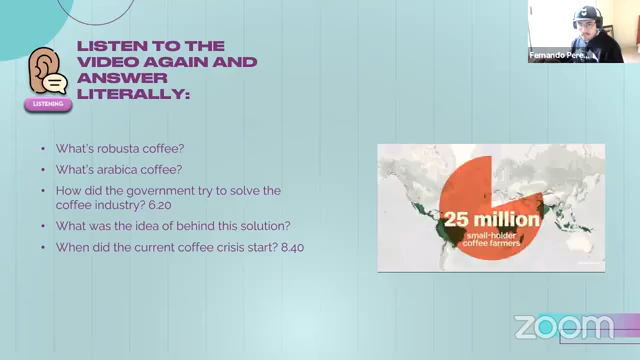 LISTEN TO THE
VIDEO AGAIN AND
ANSWER
LITERALLY:
LISTENING
• What's robusta coffee?
• What's arabica coffee?
• How did the government try to solve the
coffee industry? 6.20
• What was the idea of behind this solution?
• When did the current coffee crisis start? 8.40
25 million
small-holder
coffee farmers
Fernando Pere...
zoom